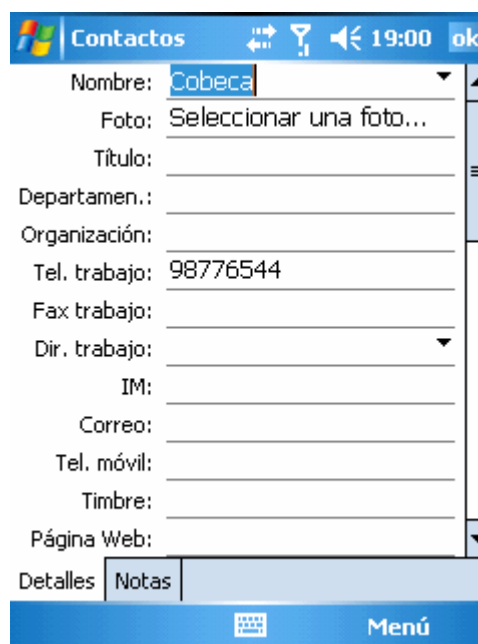 Contactos 19:00 ok
Nombre: Cobeca
Foto: Seleccionar una foto...
Título:
Departamen.:
Organización:
Tel. trabajo: 98776544
Fax trabajo:
Dir. trabajo:
IM:
Correo:
Tel. móvil:
Timbre:
Página Web:
Detalles Notas
Menú